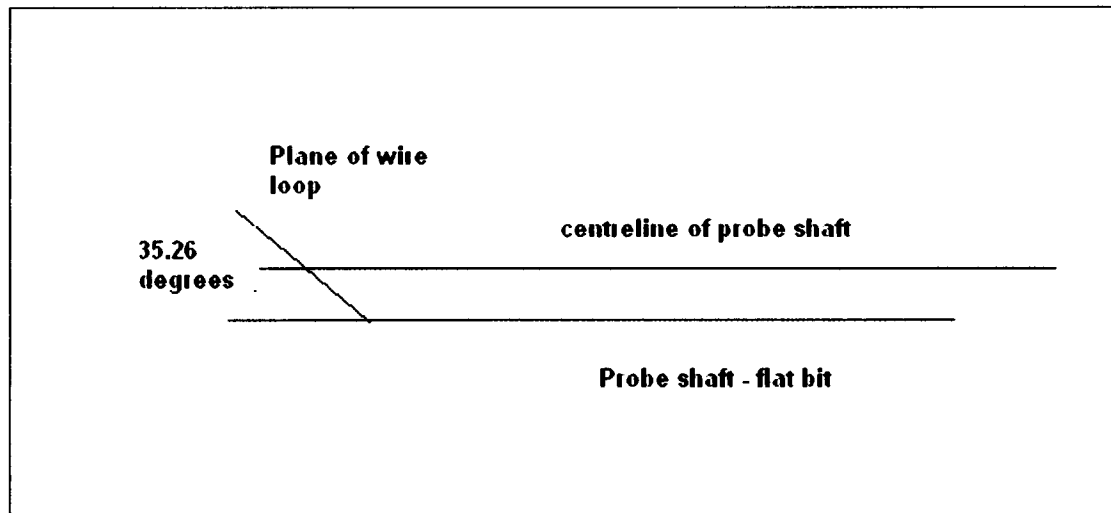 Plane of wire
loop
centreline of probe shaft
35.26
degrees
Probe shaft - flat bit